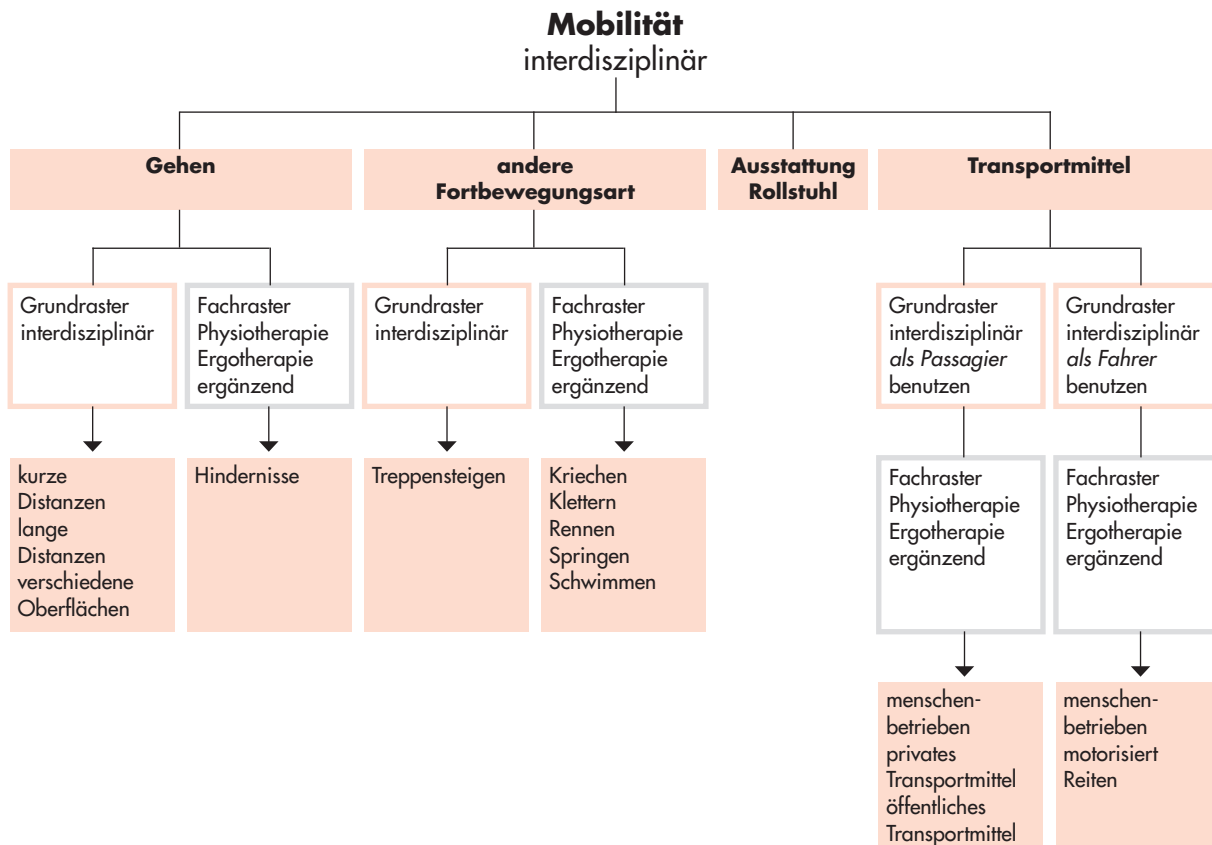 Mobilität
interdisziplinär
Gehen
andere
Fortbewegungsart
Ausstattung
Rollstuhl
Transportmittel
Grundraster
interdisziplinär
Fachraster
Physiotherapie
Ergotherapie
ergänzend
Grundraster
interdisziplinär
Fachraster
Physiotherapie
Ergotherapie
ergänzend
Grundraster
interdisziplinär
als Passagier
benutzen
Grundraster
interdisziplinär
als Fahrer
benutzen
kurze
Distanzen
lange
Distanzen
verschiedene
Oberflächen
Hindernisse
Treppensteigen
Kriechen
Klettern
Rennen
Springen
Schwimmen
Fachraster
Physiotherapie
Ergotherapie
ergänzend
Fachraster
Physiotherapie
Ergotherapie
ergänzend
menschen-
betrieben
privates
Transportmittel
öffentliches
Transportmittel
menschen-
betrieben
motorisiert
Reiten